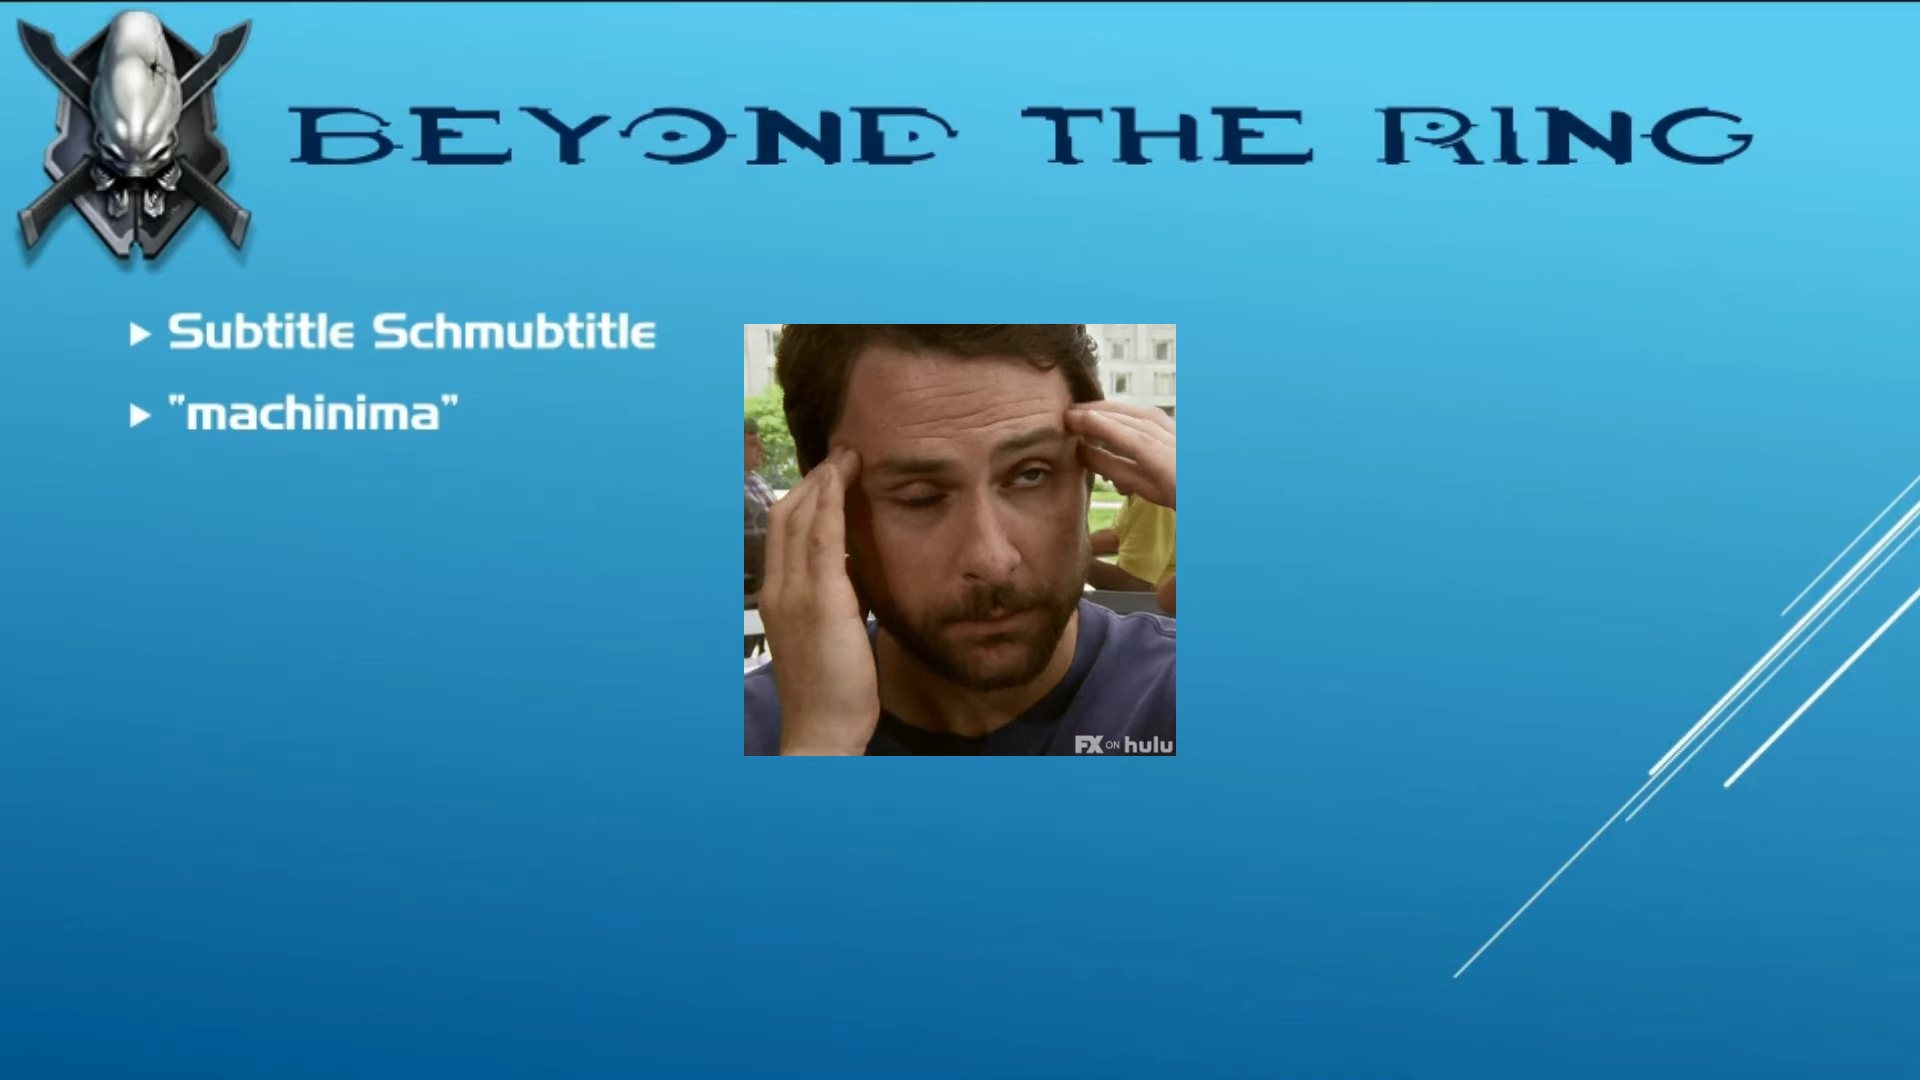 BEYOND THE RING
Subtitle Schmubtitle
"machinima"
FX ON hulu